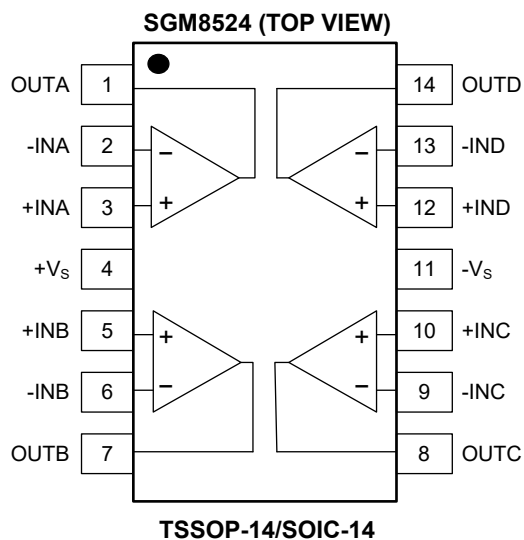 SGM8524 (TOP VIEW)
OUTA 1 14 OUTD
-INA 2 − − 13 -IND
+INA 3 + + 12 +IND
+VS 4 11 -VS
+INB 5 + + 10 +INC
-INB 6 − − 9 -INC
OUTB 7 8 OUTC
TSSOP-14/SOIC-14